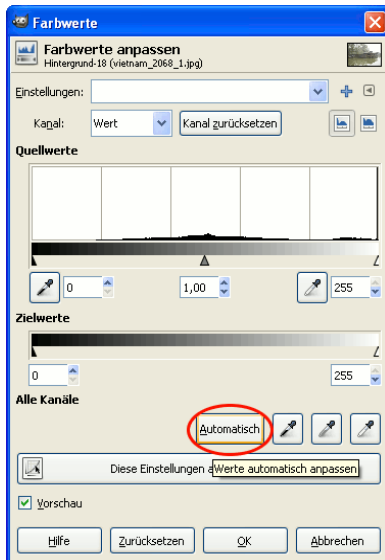 Farbwerte
Farbwerte anpassen
Hintergrund-18 (vietnam_2068_1.jpg)
Einstellungen:
Kanal: Wert Kanal zurücksetzen
Quellwerte
0 1,00 255
Zielwerte
0 255
Alle Kanäle
Automatisch
Diese Einstellungen a Werte automatisch anpassen
Vorschau
Hilfe Zurücksetzen OK Abbrechen